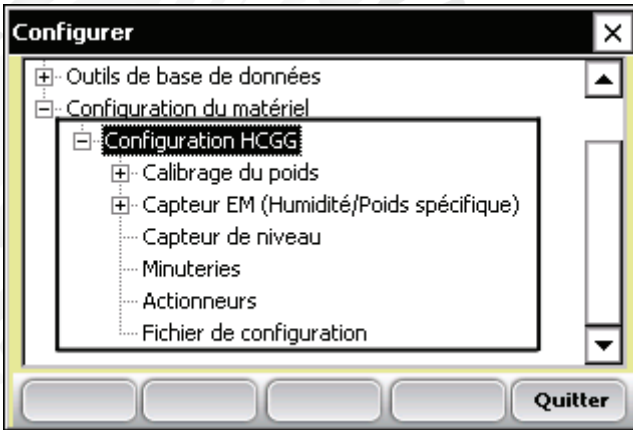 Configurer
Outils de base de données
Configuration du matériel
Configuration HCGG
Calibrage du poids
Capteur EM (Humidité/Poids spécifique)
Capteur de niveau
Minuteries
Actionneurs
Fichier de configuration
Quitter